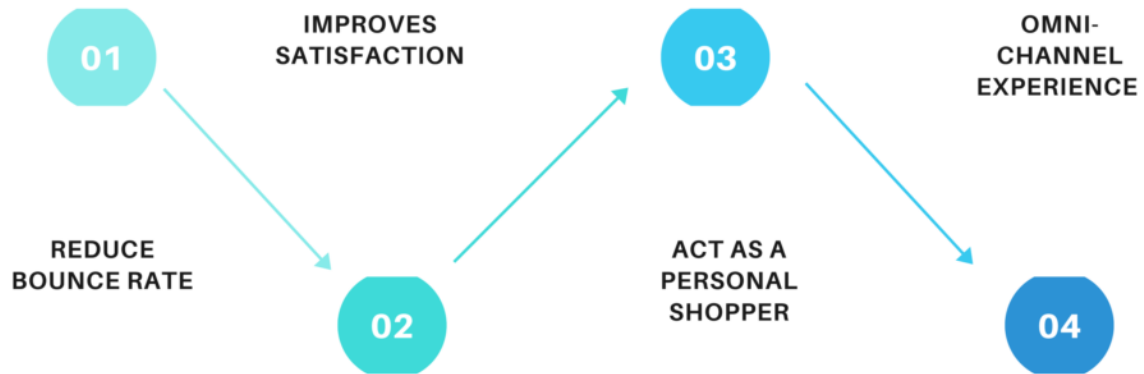 01
REDUCE
BOUNCE RATE
IMPROVES
SATISFACTION
02
03
ACT AS A
PERSONAL
SHOPPER
OMNI-
CHANNEL
EXPERIENCE
04